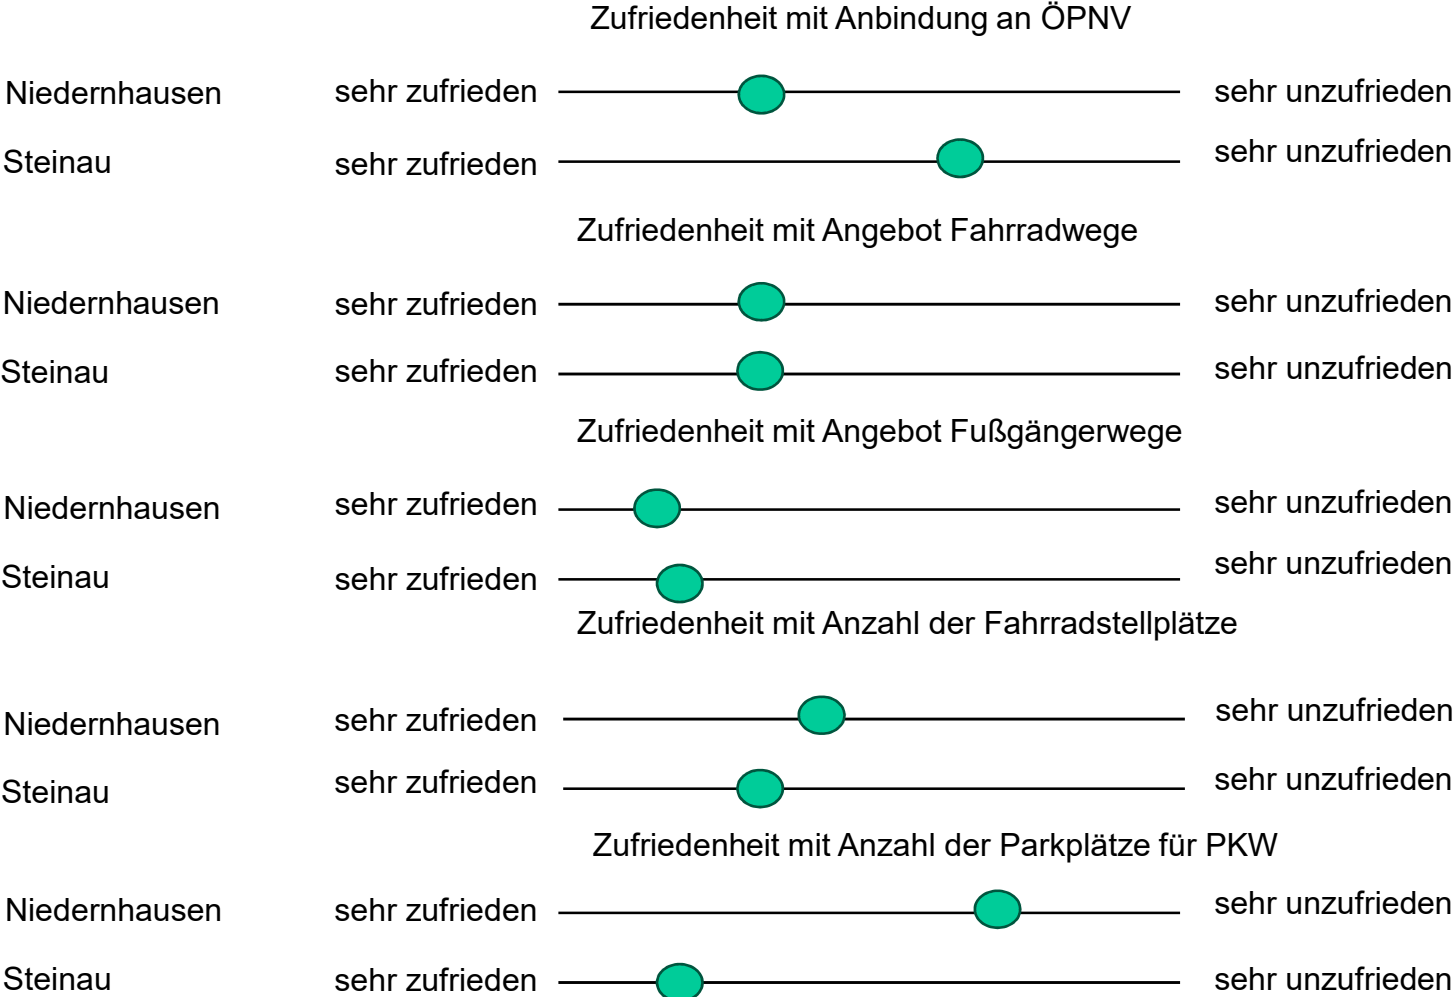 Zufriedenheit mit Anbindung an ÖPNV
Niedernhausen sehr zufrieden sehr unzufrieden
Steinau sehr zufrieden sehr unzufrieden
Zufriedenheit mit Angebot Fahrradwege
Niedernhausen sehr zufrieden sehr unzufrieden
Steinau sehr zufrieden sehr unzufrieden
Zufriedenheit mit Angebot Fußgängerwege
Niedernhausen sehr zufrieden sehr unzufrieden
Steinau sehr zufrieden sehr unzufrieden
Zufriedenheit mit Anzahl der Fahrradstellplätze
Niedernhausen sehr zufrieden sehr unzufrieden
Steinau sehr zufrieden sehr unzufrieden
Zufriedenheit mit Anzahl der Parkplätze für PKW
Niedernhausen sehr zufrieden sehr unzufrieden
Steinau sehr zufrieden sehr unzufrieden